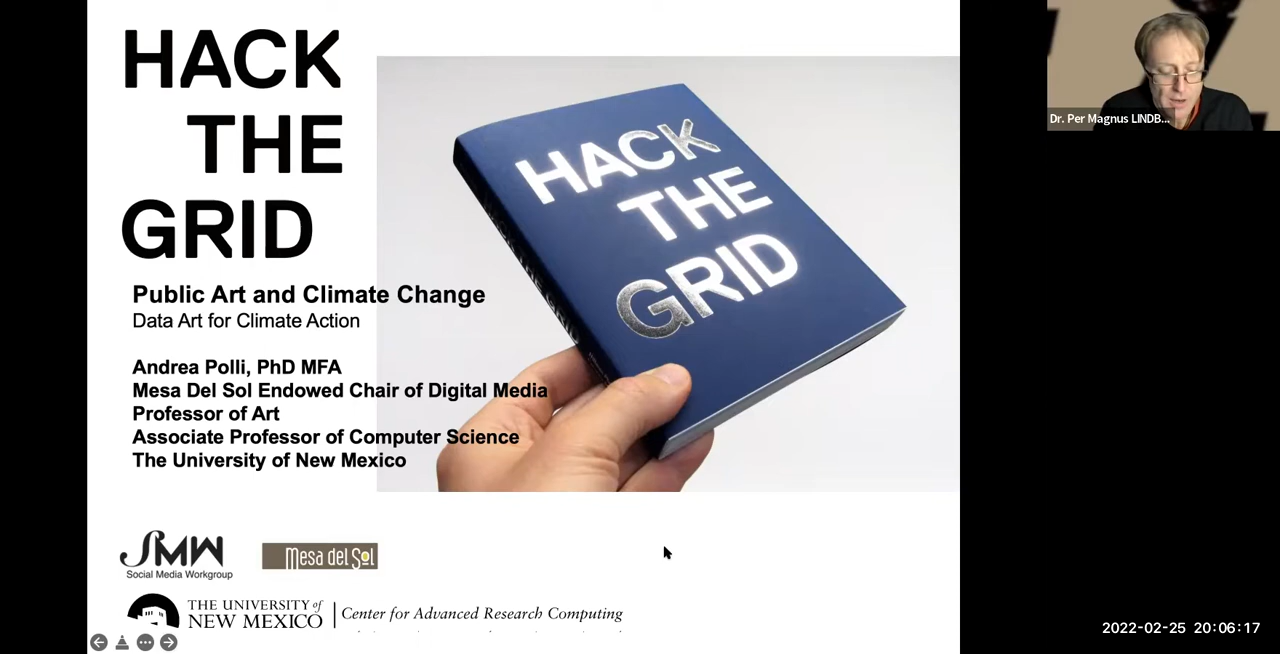 HACK
THE
GRID
Public Art and Climate Change
Data Art for Climate Action
Andrea Polli, PhD MFA
Mesa Del Sol Endowed Chair of Digital Media
Professor of Art
Associate Professor of Computer Science
The University of New Mexico
HACK
THE
GRID
SMW
Social Media Workgroup
mesa del Sol
THE UNIVERSITY of
NEW MEXICO
Center for Advanced Research Computing
Dr. Per Magnus LINDB...
2022-02-25 20:06:17